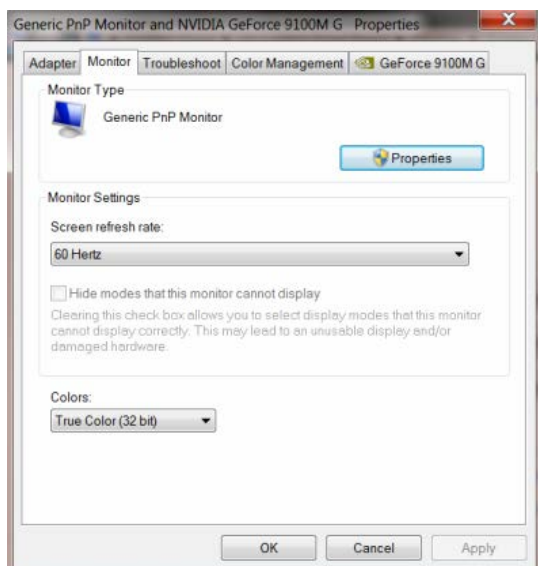 Generic PnP Monitor and NVIDIA GeForce 9100M G Properties
Adapter Monitor Troubleshoot Color Management GeForce 9100M G
Monitor Type
Generic PnP Monitor
Properties
Monitor Settings
Screen refresh rate:
60 Hertz
Hide modes that this monitor cannot display
Clearing this check box allows you to select display modes that this monitor
cannot display correctly. This may lead to an unusable display and/or
damaged hardware.
Colors:
True Color (32 bit)
OK Cancel Apply